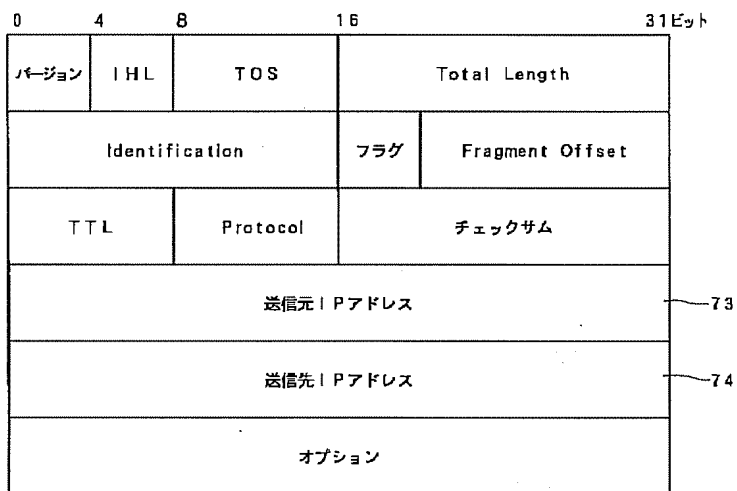 0 4 8 16 31ビット
バージョン IHL TOS Total Length
Identification フラグ Fragment Offset
TTL Protocol チェックサム
送信元IPアドレス 73
送信先IPアドレス 74
オプション